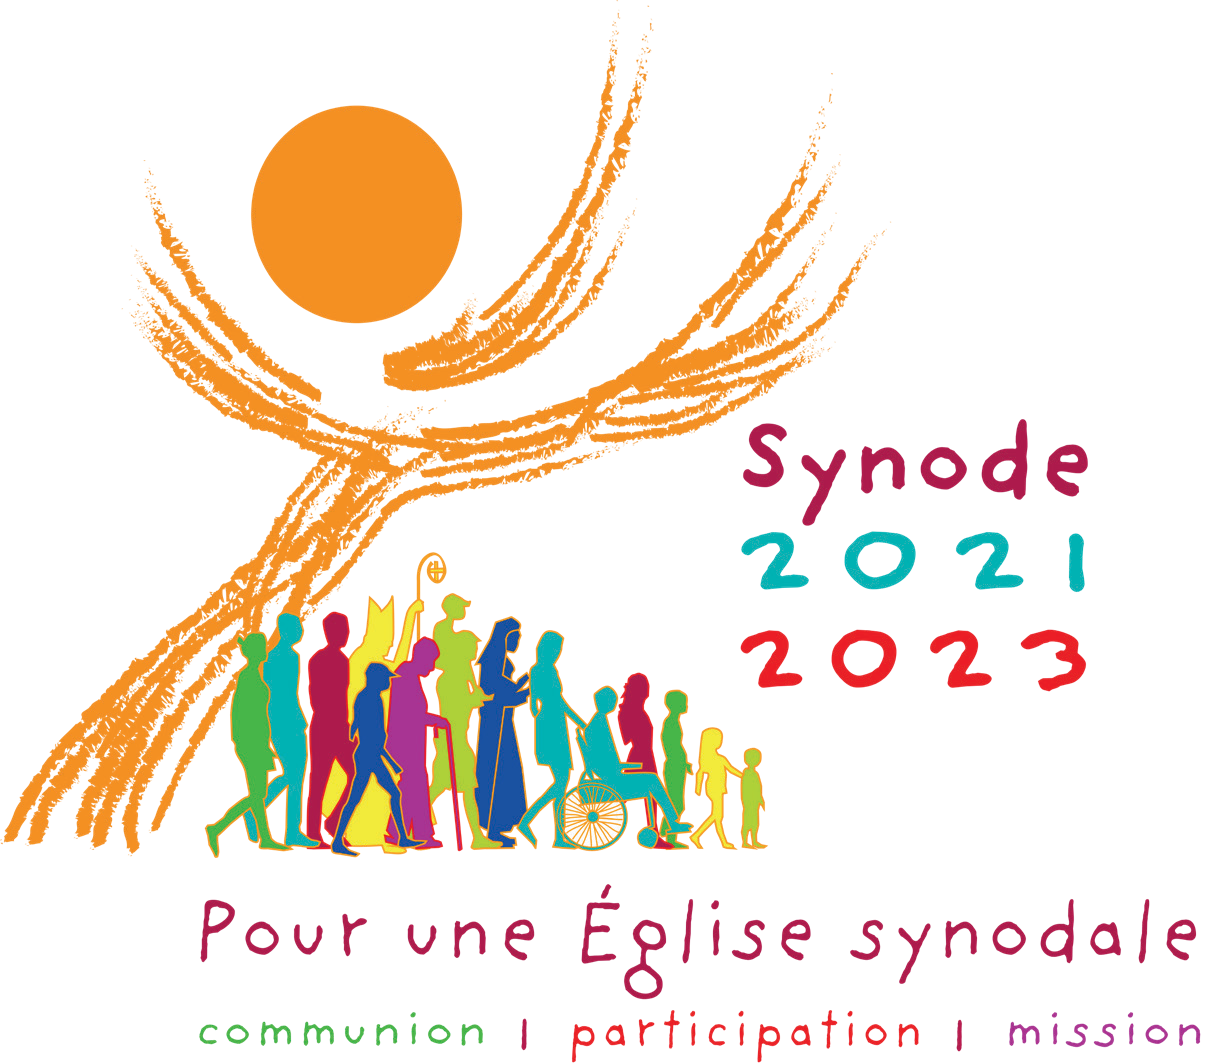 Synode
2021
2023
Pour une Église synodale
communion | participation | mission